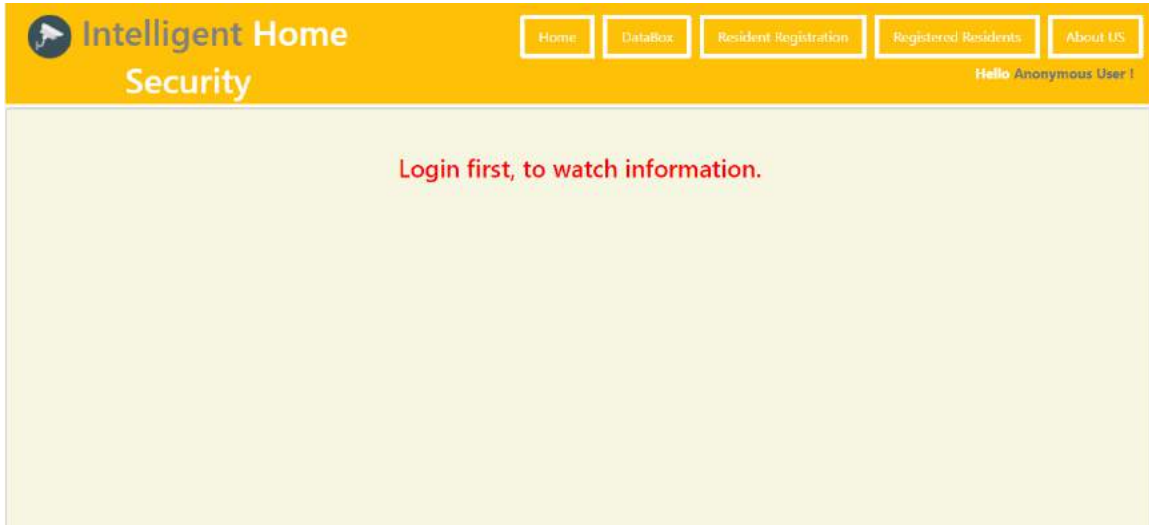 Intelligent Home
Security
Home
DataBox
Resident Registration
Registered Residents
About US
Hello Anonymous User !
Login first, to watch information.